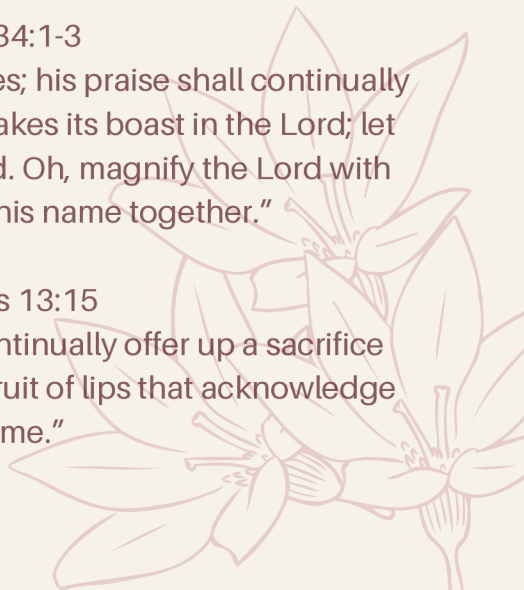 34:1-3
es; his praise shall continually
akes its boast in the Lord; let
d. Oh, magnify the Lord with
his name together.”
s 13:15
ntinually offer up a sacrifice
ruit of lips that acknowledge
me.”